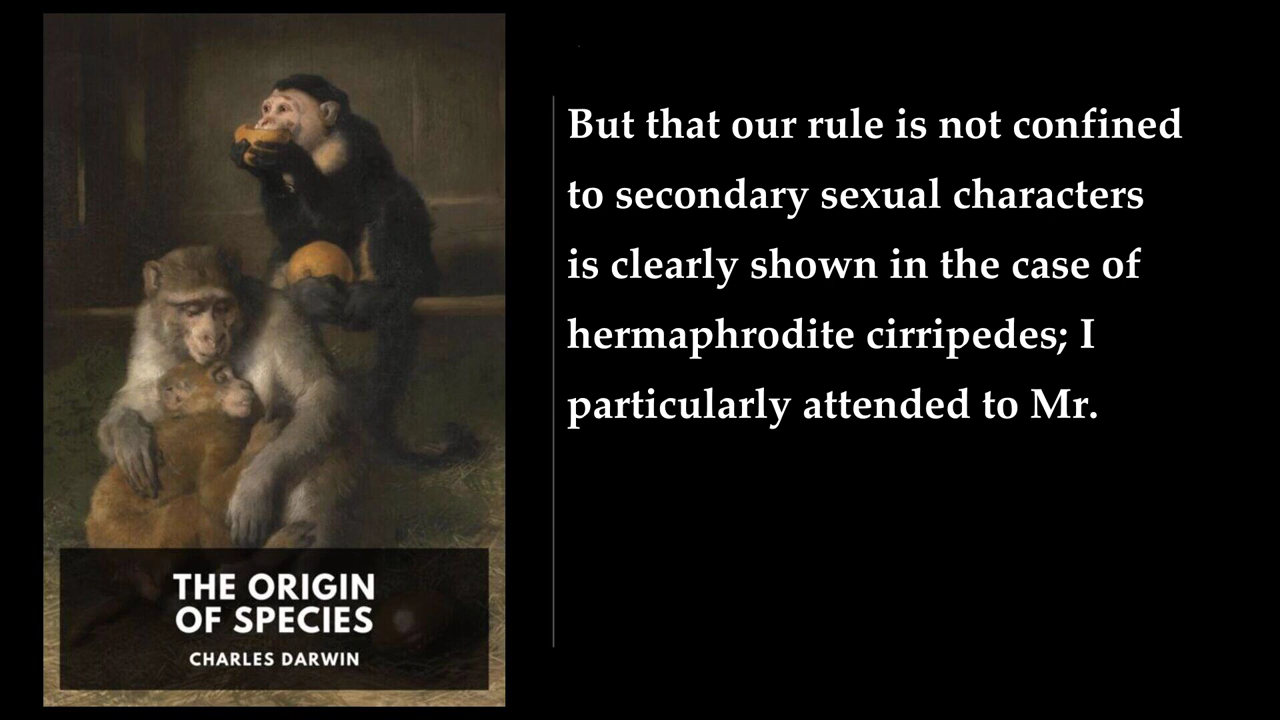 THE ORIGIN
OF SPECIES
CHARLES DARWIN
But that our rule is not confined
to secondary sexual characters
is clearly shown in the case of
hermaphrodite cirripedes; I
particularly attended to Mr.